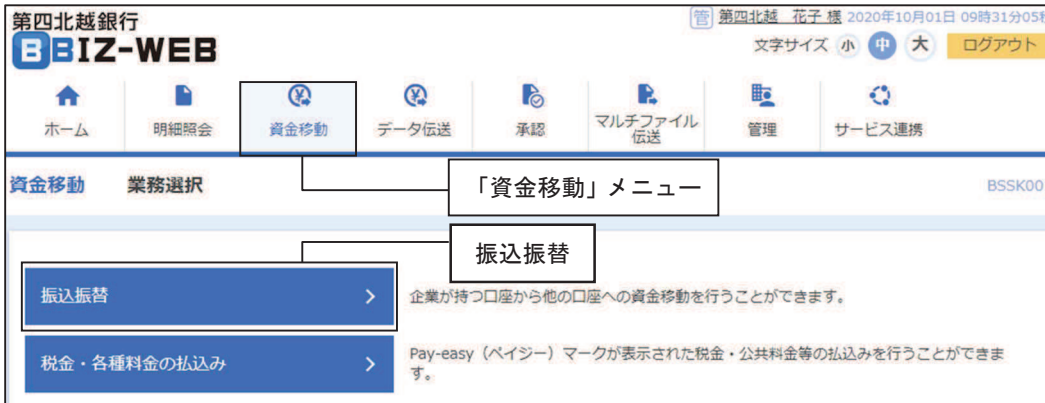 第四北越銀行
BBIZ-WEB
管 第四北越 花子 様 2020年10月01日 09時31分05秒
文字サイズ 小 中 大 ログアウト
ホーム 明細照会 資金移動 データ伝送 承認 マルチファイル伝送 管理 サービス連携
資金移動 業務選択 BSSK00
「資金移動」メニュー
振込振替
振込振替 企業が持つ口座から他の口座への資金移動を行うことができます。
税金・各種料金の払込み Pay-easy（ペイジー）マークが表示された税金・公共料金等の払込みを行うことができま
す。